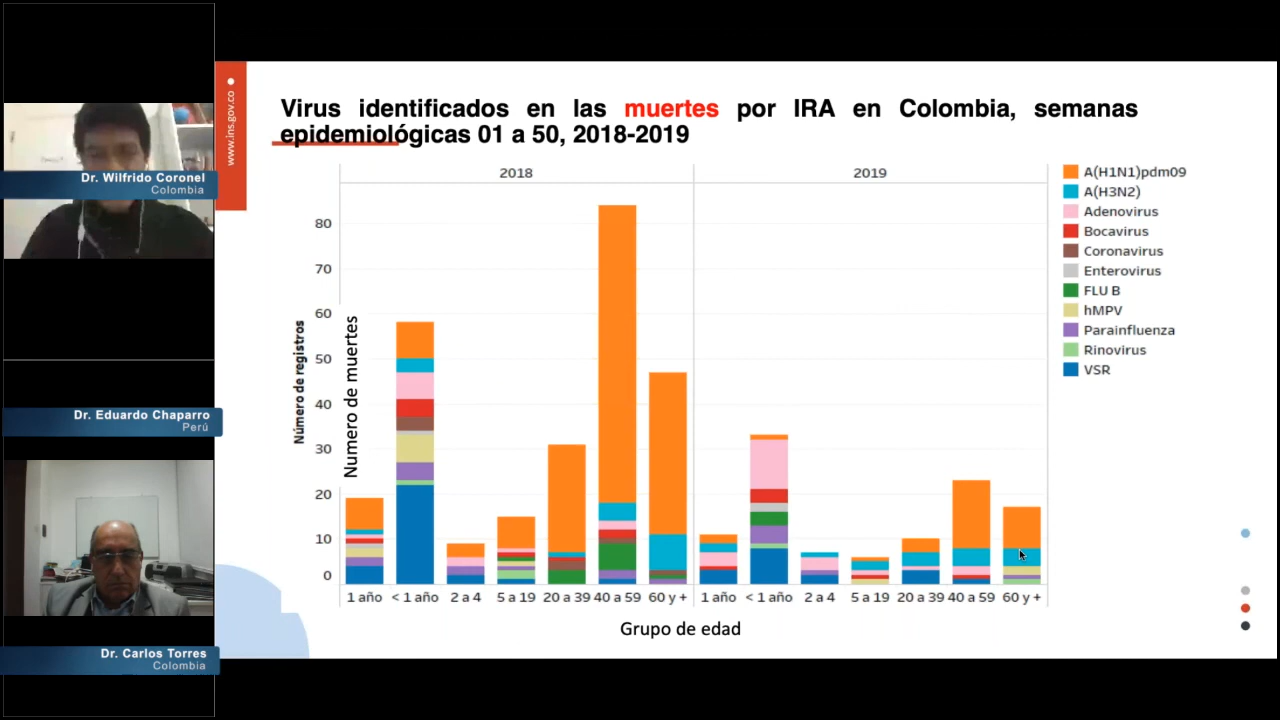 Dr. Wilfrido Coronel
Colombia
Dr. Eduardo Chaparro
Perú
Dr. Carlos Torres
Colombia
www.ins.gov.co
Virus identificados en las muertes por IRA en Colombia, semanas
epidemiológicas 01 a 50, 2018-2019
2018
2019
Número de registros
Numero de muertes
80
70
60
50
40
30
20
10
0
1 año
< 1 año
2 a 4
5 a 19
20 a 39
40 a 59
60 y +
1 año
< 1 año
2 a 4
5 a 19
20 a 39
40 a 59
60 y +
Grupo de edad
A(H1N1)pdm09
A(H3N2)
Adenovirus
Bocavirus
Coronavirus
Enterovirus
FLU B
hMPV
Parainfluenza
Rinovirus
VSR